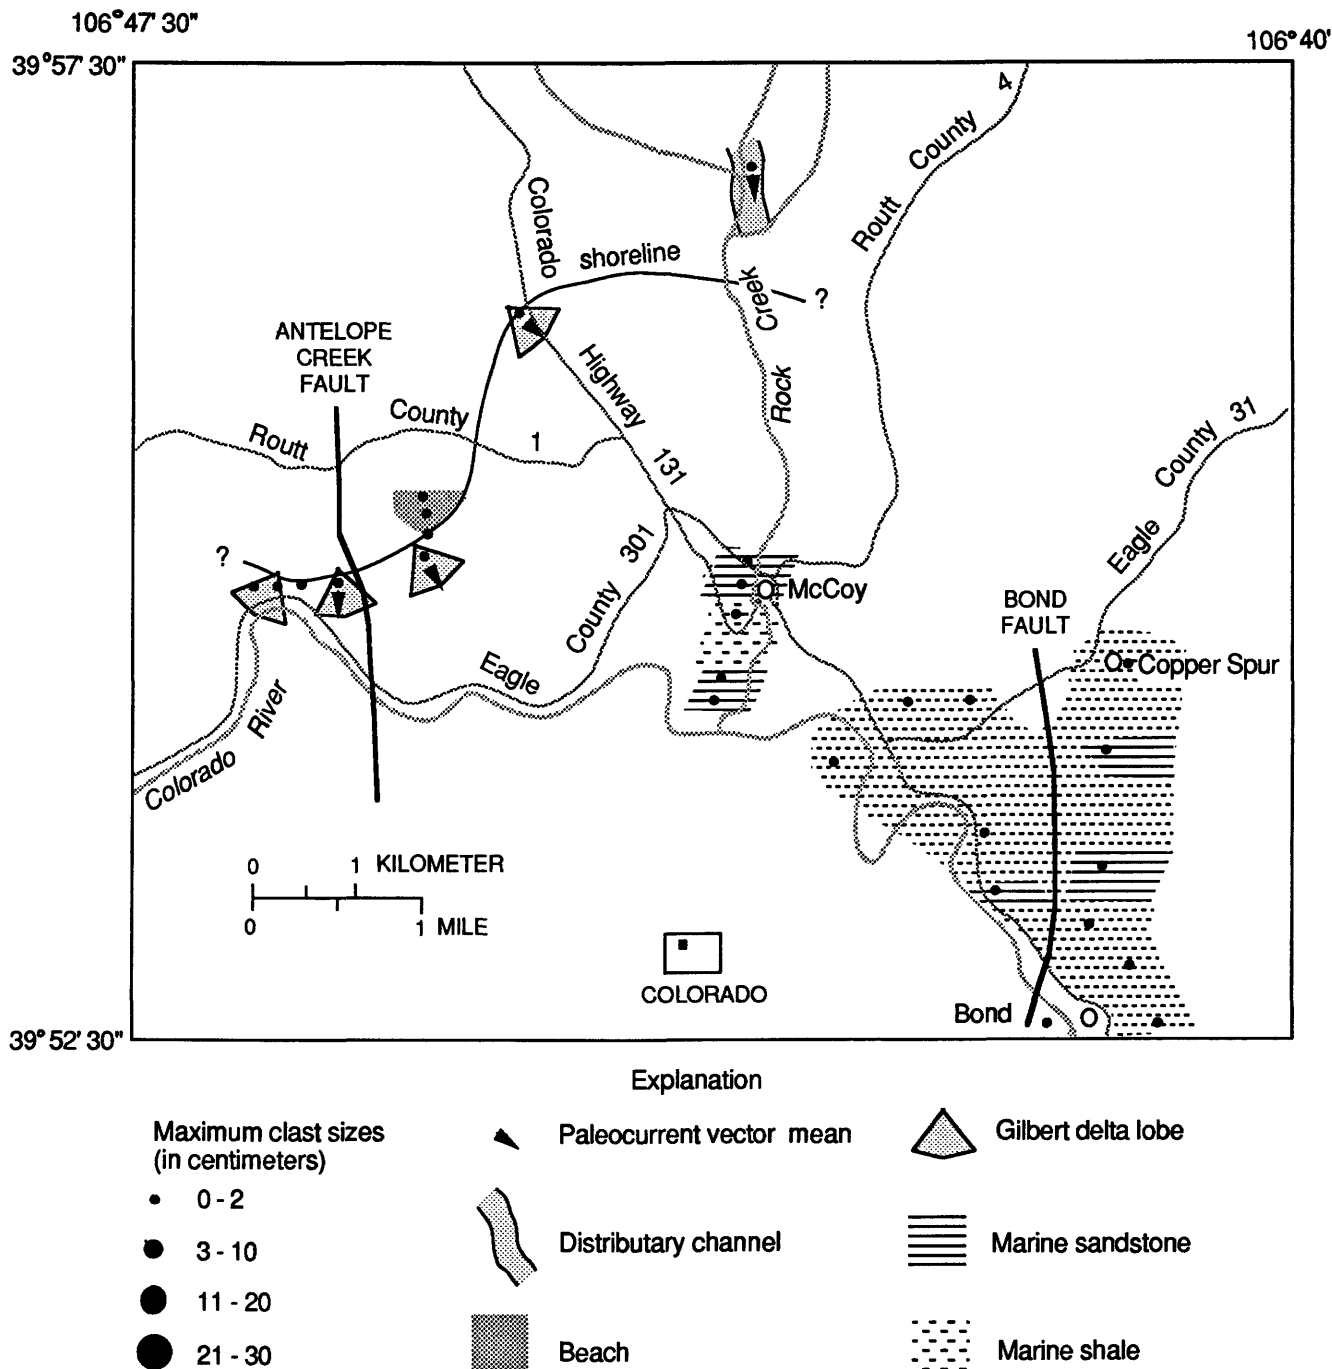 106°47'30"
106°40'
39°57'30"
4
County
Routt
Colorado
shoreline
?
Creek
Rock
ANTELOPE
CREEK
FAULT
Highway
131
County
Routt
1
31
County
Eagle
?
301
County
McCoy
BOND
FAULT
Copper Spur
Eagle
River
Colorado
0 1 KILOMETER
0 1 MILE
COLORADO
Bond
39°52'30"
Explanation
Maximum clast sizes
(in centimeters)
0 - 2
3 - 10
11 - 20
21 - 30
Paleocurrent vector mean
Distributary channel
Beach
Gilbert delta lobe
Marine sandstone
Marine shale